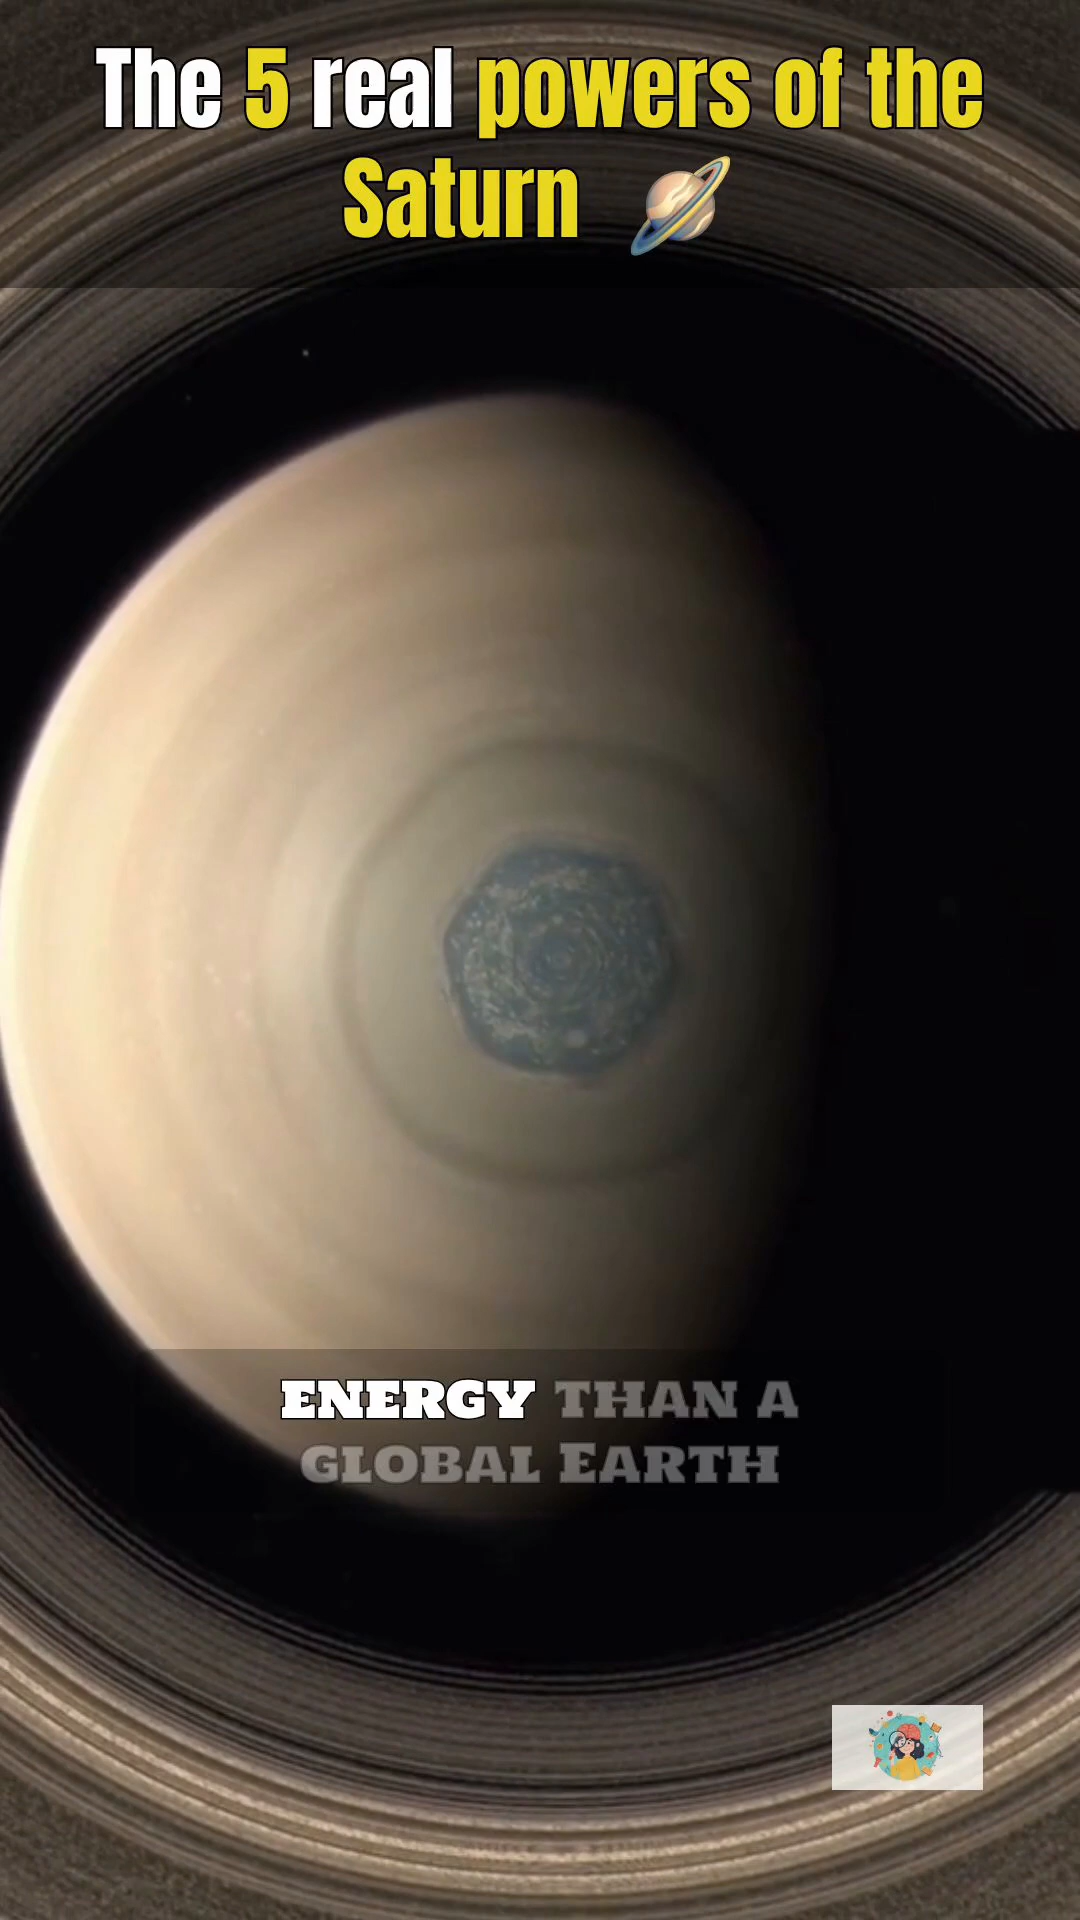 The 5 real powers of the
Saturn 🪐
ENERGY THAN A
GLOBAL EARTH